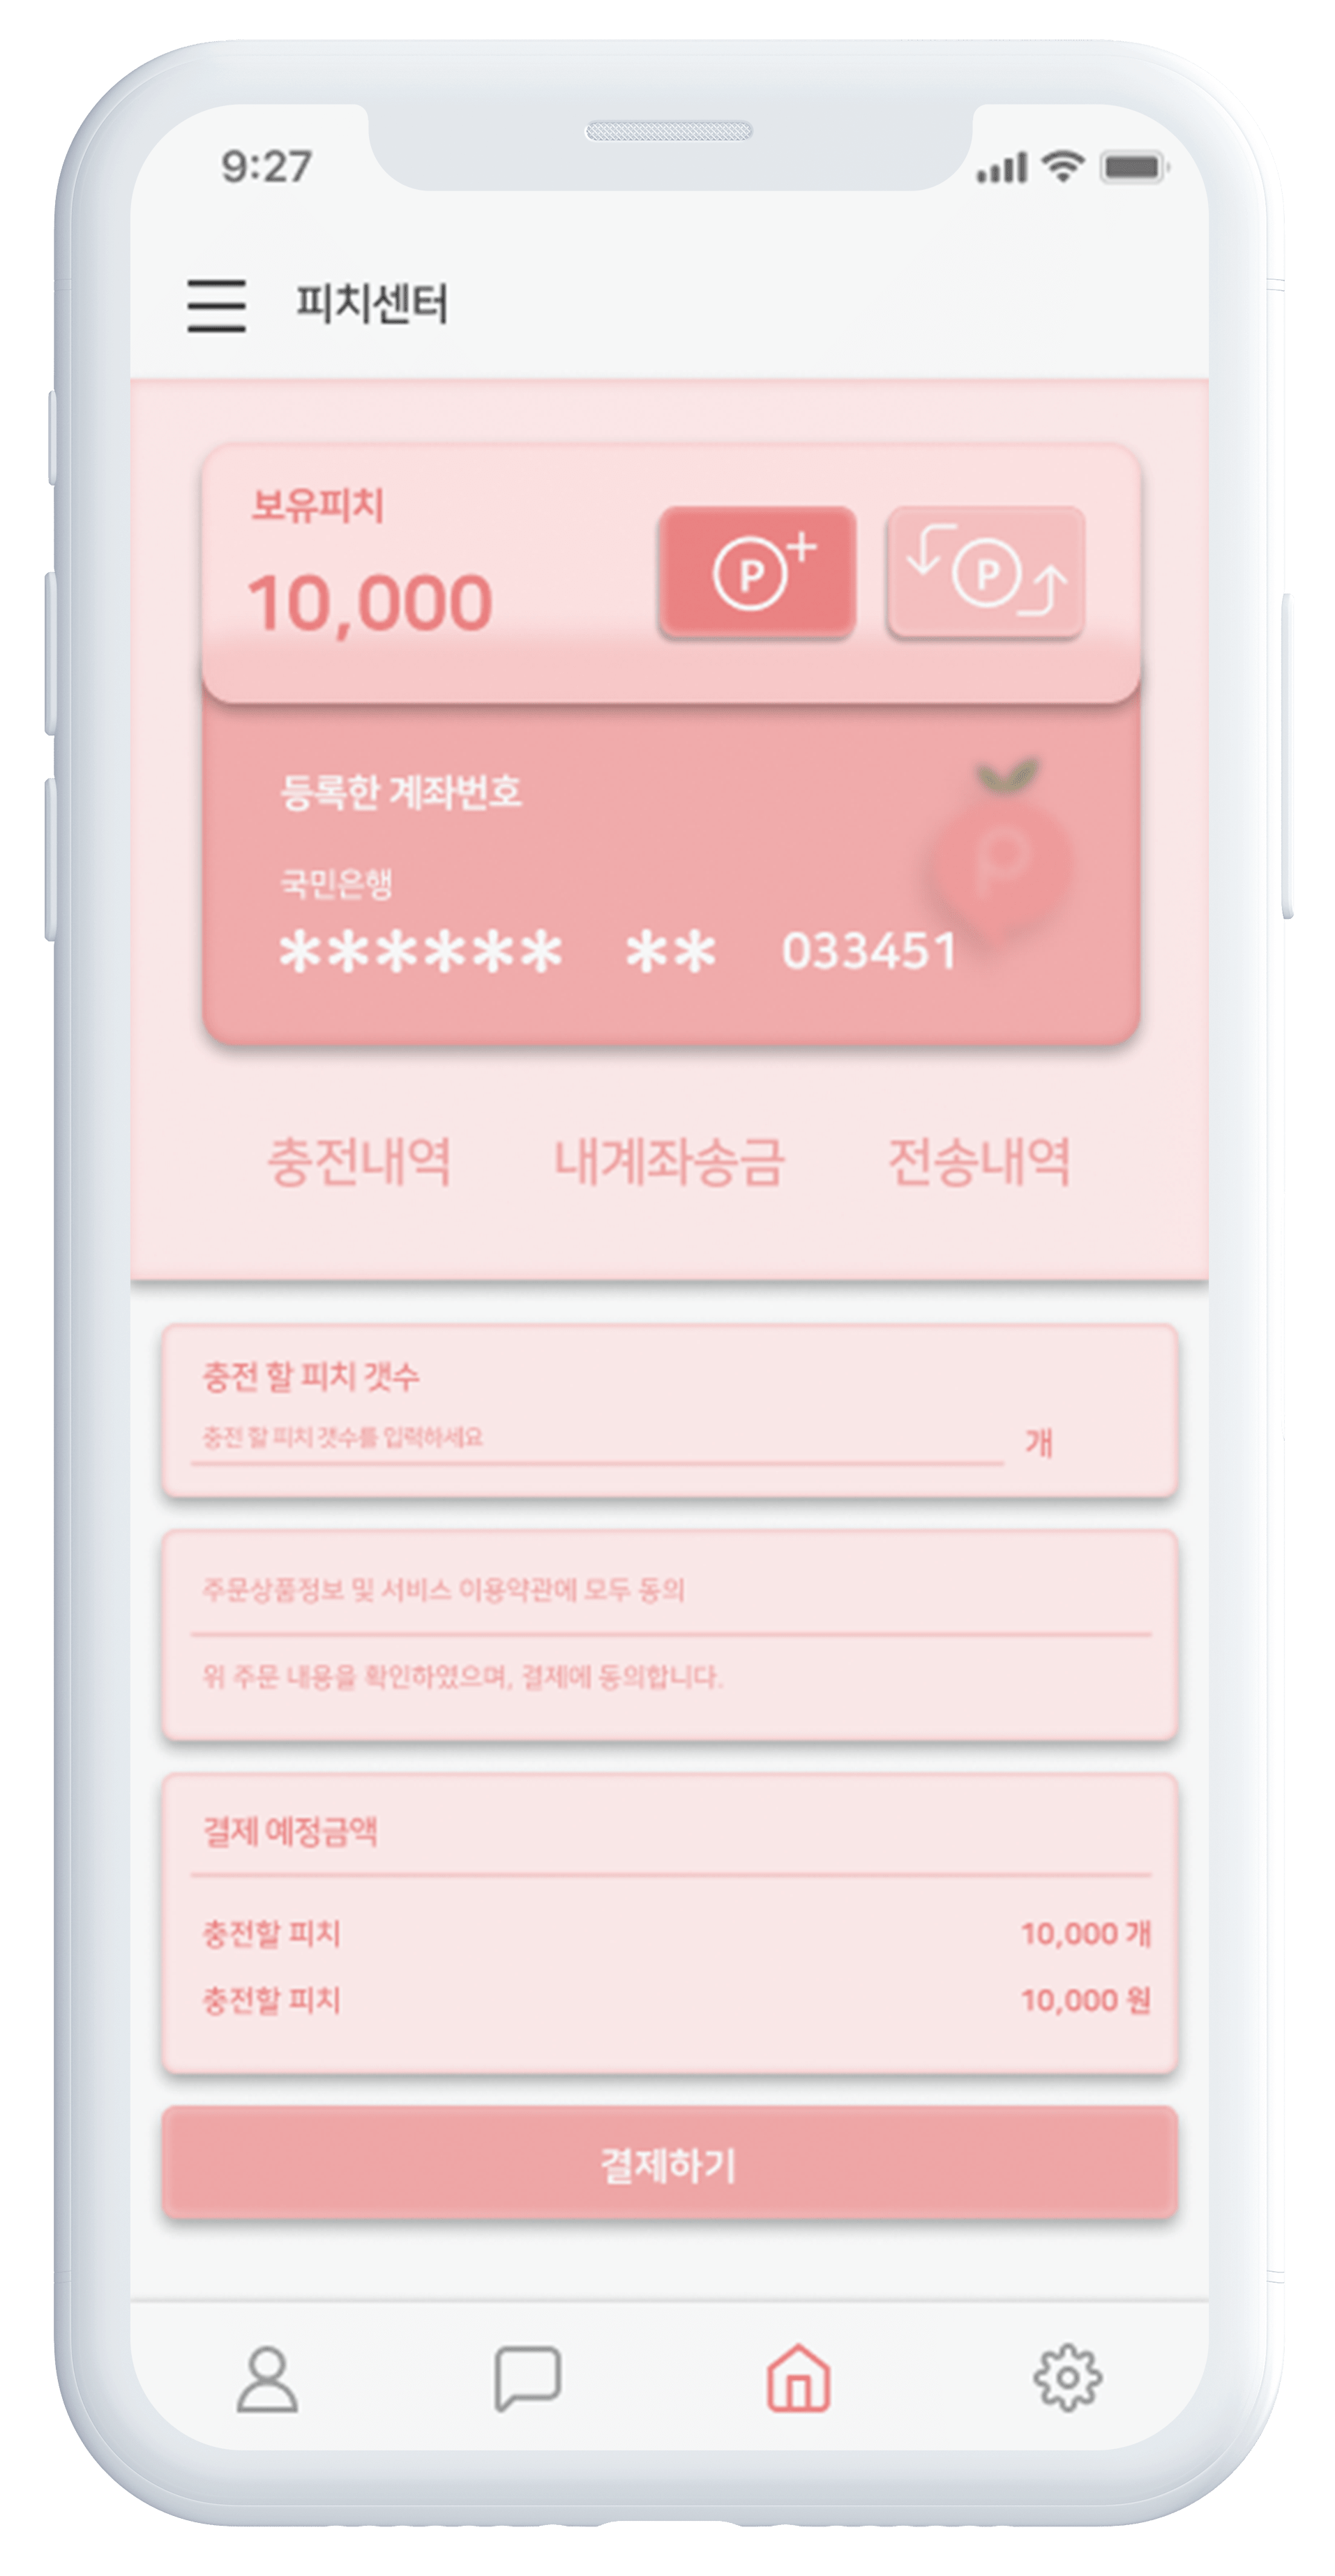 9:27
피치센터
보유피치
10,000
P+
P
등록한 계좌번호
국민은행
P
****** ** 033451
충전내역 내계좌송금 전송내역
충전 할 피치 갯수
충전 할 피치 갯수를 입력하세요 개
주문상품정보 및 서비스 이용약관에 모두 동의
위 주문 내용을 확인하였으며, 결제에 동의합니다.
결제 예정금액
충전할 피치 10,000 개
충전할 피치 10,000 원
결제하기